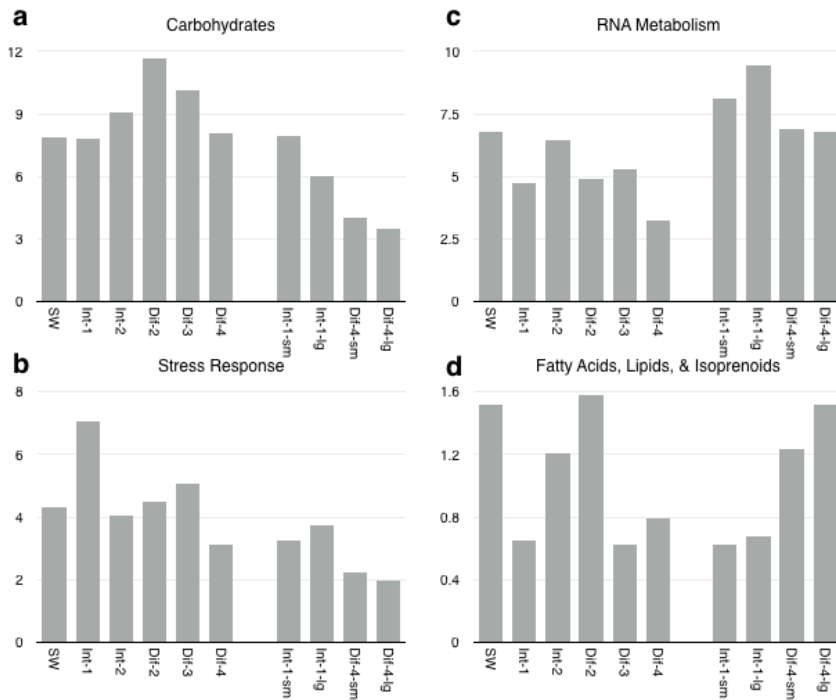 a
Carbohydrates
12
9
6
3
0
SW
Int-1
Int-2
Dif-2
Dif-3
Dif-4
Int-1-sm
Int-1-lg
Dif-4-sm
Dif-4-lg
b
Stress Response
8
6
4
2
0
SW
Int-1
Int-2
Dif-2
Dif-3
Dif-4
Int-1-sm
Int-1-lg
Dif-4-sm
Dif-4-lg
c
RNA Metabolism
10
7.5
5
2.5
0
SW
Int-1
Int-2
Dif-2
Dif-3
Dif-4
Int-1-sm
Int-1-lg
Dif-4-sm
Dif-4-lg
d
Fatty Acids, Lipids, & Isoprenoids
1.6
1.2
0.8
0.4
0
SW
Int-1
Int-2
Dif-2
Dif-3
Dif-4
Int-1-sm
Int-1-lg
Dif-4-sm
Dif-4-lg